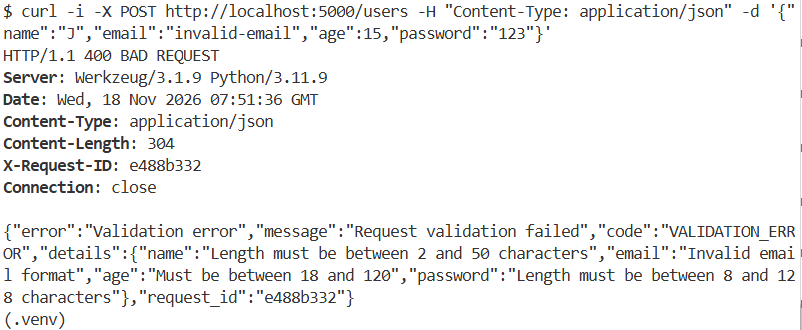 $ curl -i -X POST http://localhost:5000/users -H "Content-Type: application/json" -d '{"
name":"J","email":"invalid-email","age":15,"password":"123"}'
HTTP/1.1 400 BAD REQUEST
Server: Werkzeug/3.1.9 Python/3.11.9
Date: Wed, 18 Nov 2026 07:51:36 GMT
Content-Type: application/json
Content-Length: 304
X-Request-ID: e488b332
Connection: close

{"error":"Validation error","message":"Request validation failed","code":"VALIDATION_ERR
OR","details":{"name":"Length must be between 2 and 50 characters","email":"Invalid emai
l format","age":"Must be between 18 and 120","password":"Length must be between 8 and 12
8 characters"},"request_id":"e488b332"}
(.venv)